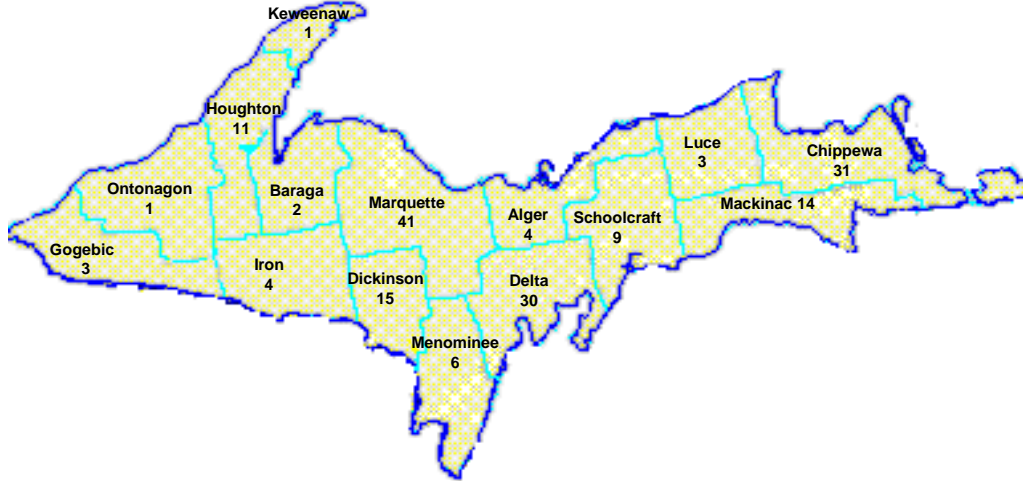 Keweenaw
1
Houghton
11
Ontonagon
1
Gogebic
3
Baraga
2
Iron
4
Marquette
41
Dickinson
15
Menominee
6
Alger
4
Delta
30
Schoolcraft
9
Luce
3
Mackinac 14
Chippewa
31